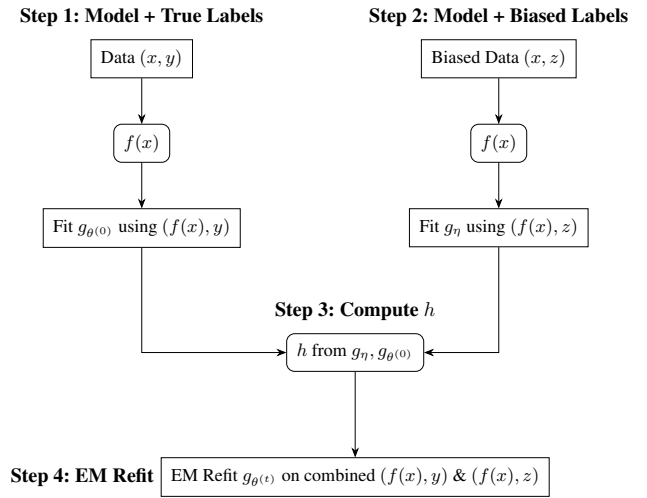 Step 1: Model + True Labels
Step 2: Model + Biased Labels
Data (x, y)
Biased Data (x, z)
f(x)
f(x)
Fit g_{θ^{(0)}} using (f(x), y)
Fit g_η using (f(x), z)
Step 3: Compute h
h from g_η, g_{θ^{(0)}}
Step 4: EM Refit
EM Refit g_{θ^{(t)}} on combined (f(x), y) & (f(x), z)